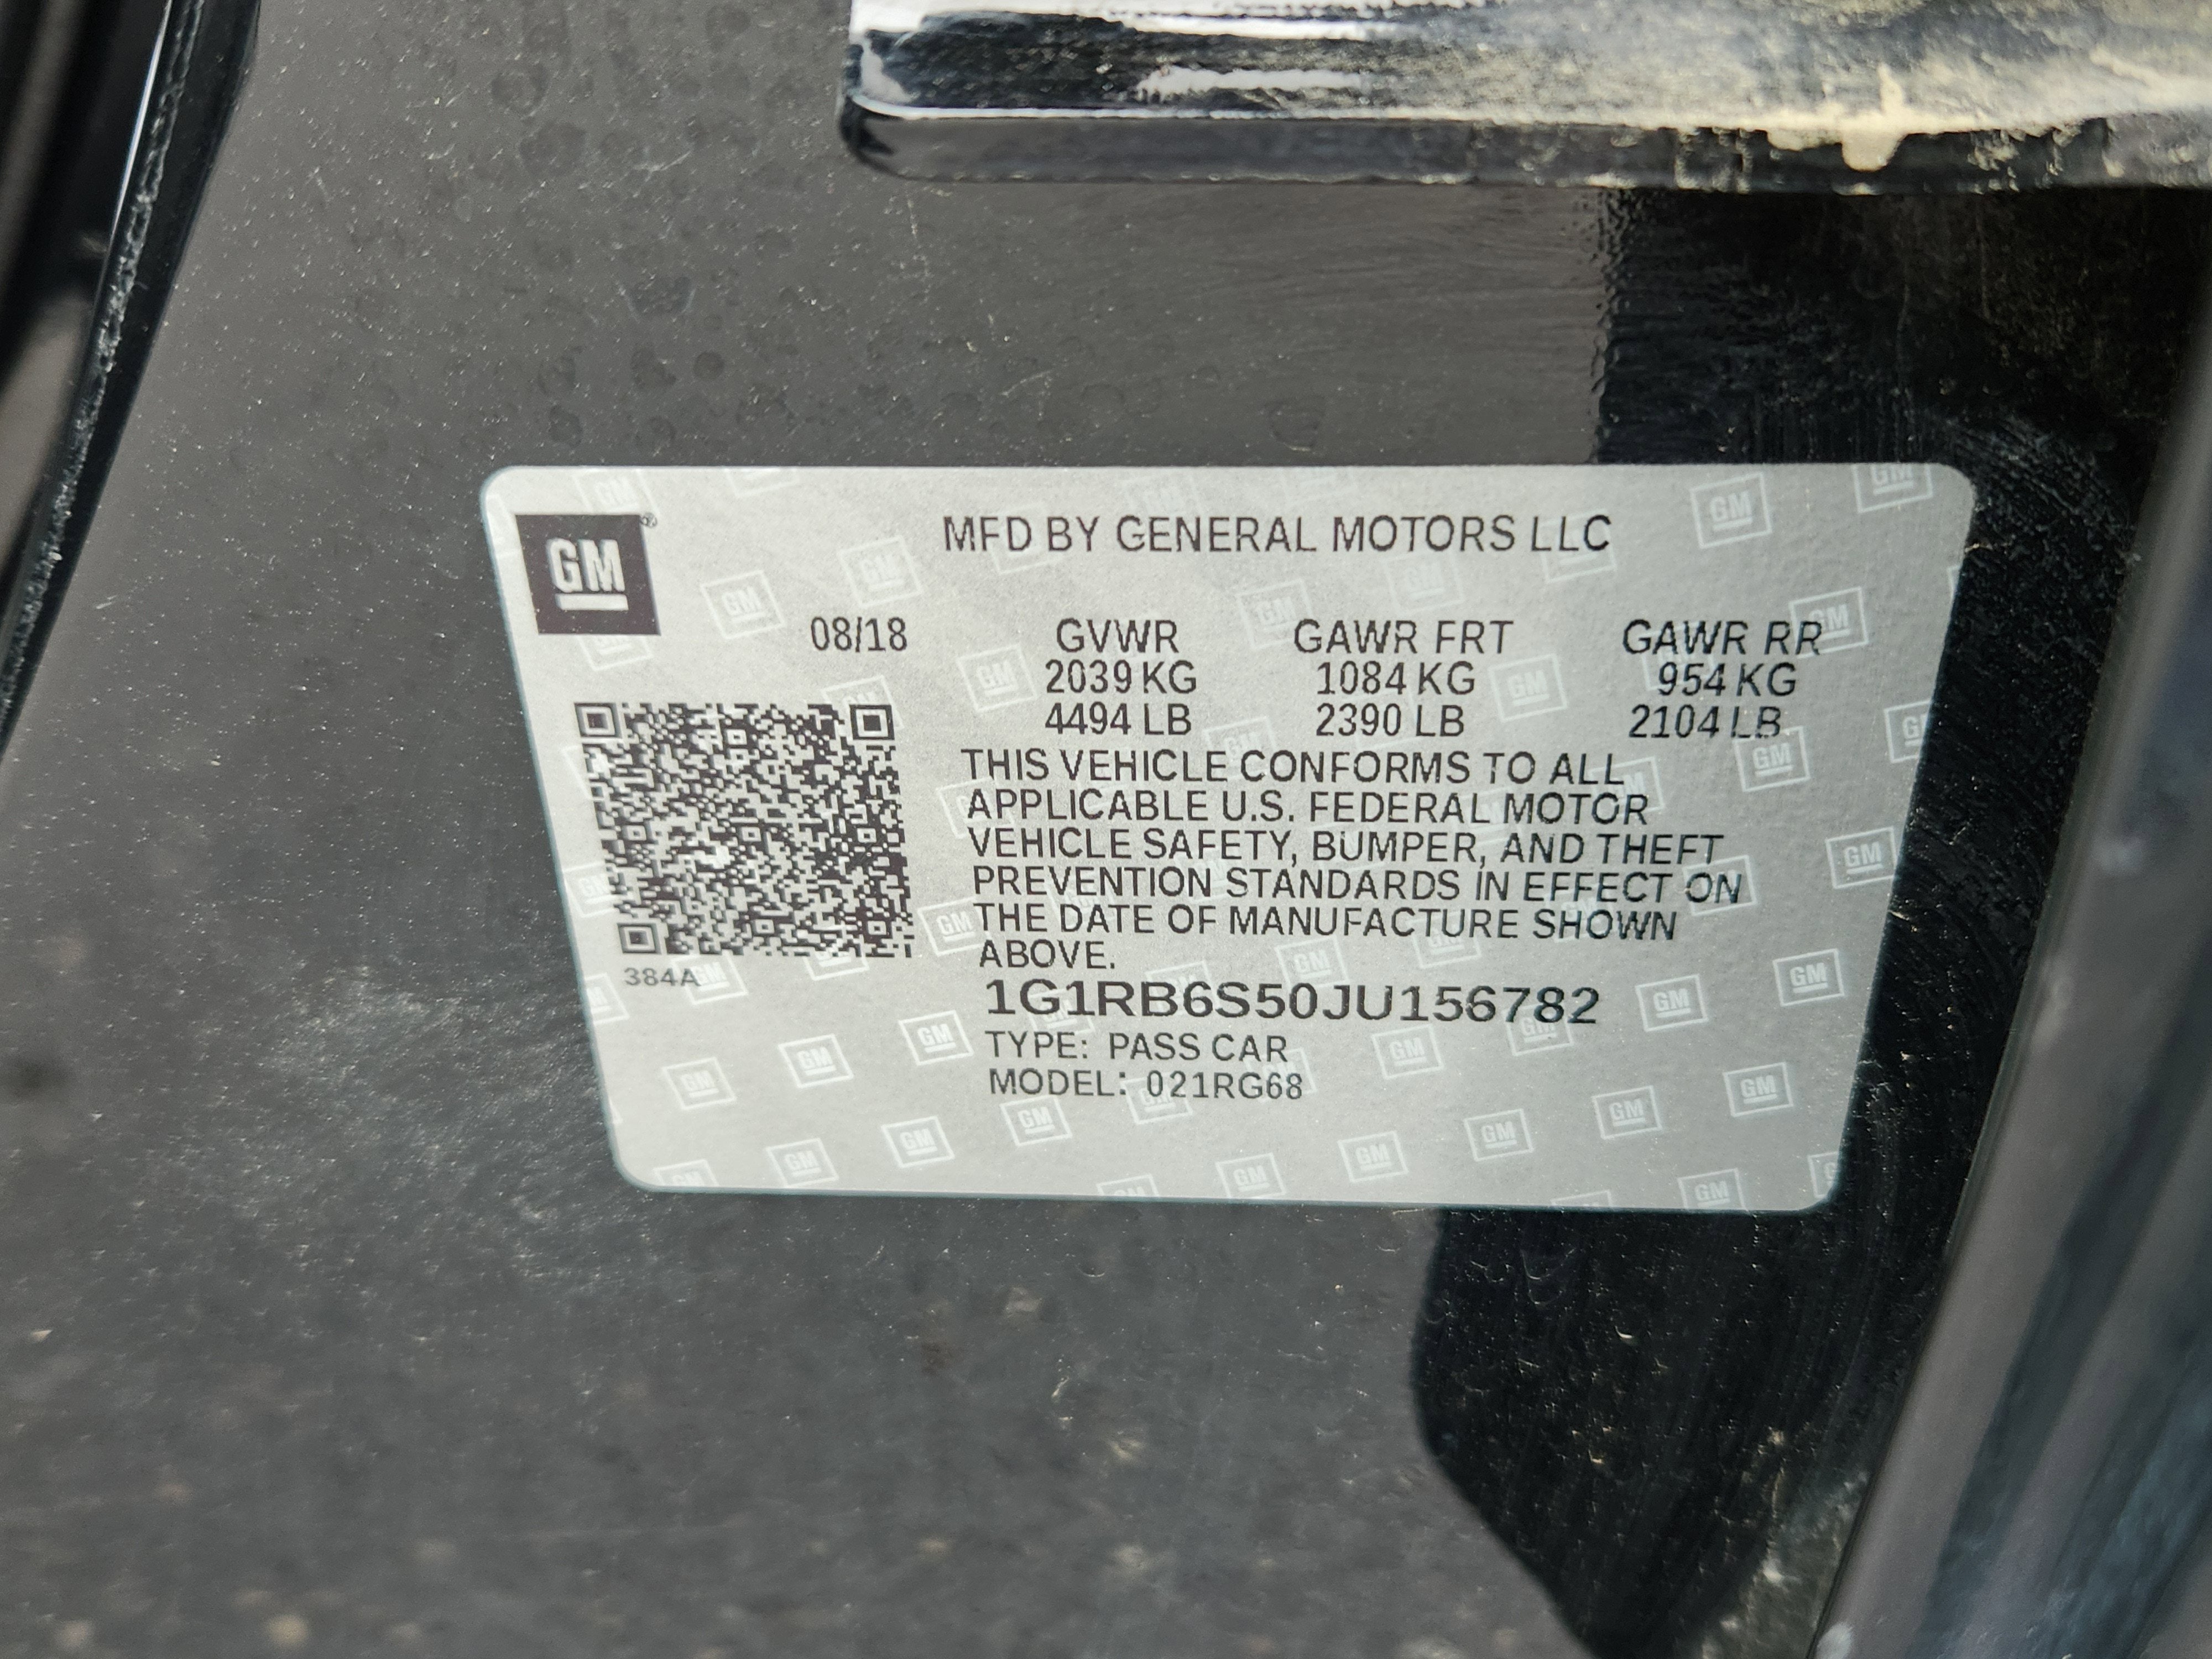 GM®
MFD BY GENERAL MOTORS LLC
08/18 GVWR GAWR FRT GAWR RR
2039 KG 1084 KG 954 KG
4494 LB 2390 LB 2104 LB
THIS VEHICLE CONFORMS TO ALL
APPLICABLE U.S. FEDERAL MOTOR
VEHICLE SAFETY, BUMPER, AND THEFT
PREVENTION STANDARDS IN EFFECT ON
THE DATE OF MANUFACTURE SHOWN
ABOVE.
384A
1G1RB6S50JU156782
TYPE: PASS CAR
MODEL: 021RG68